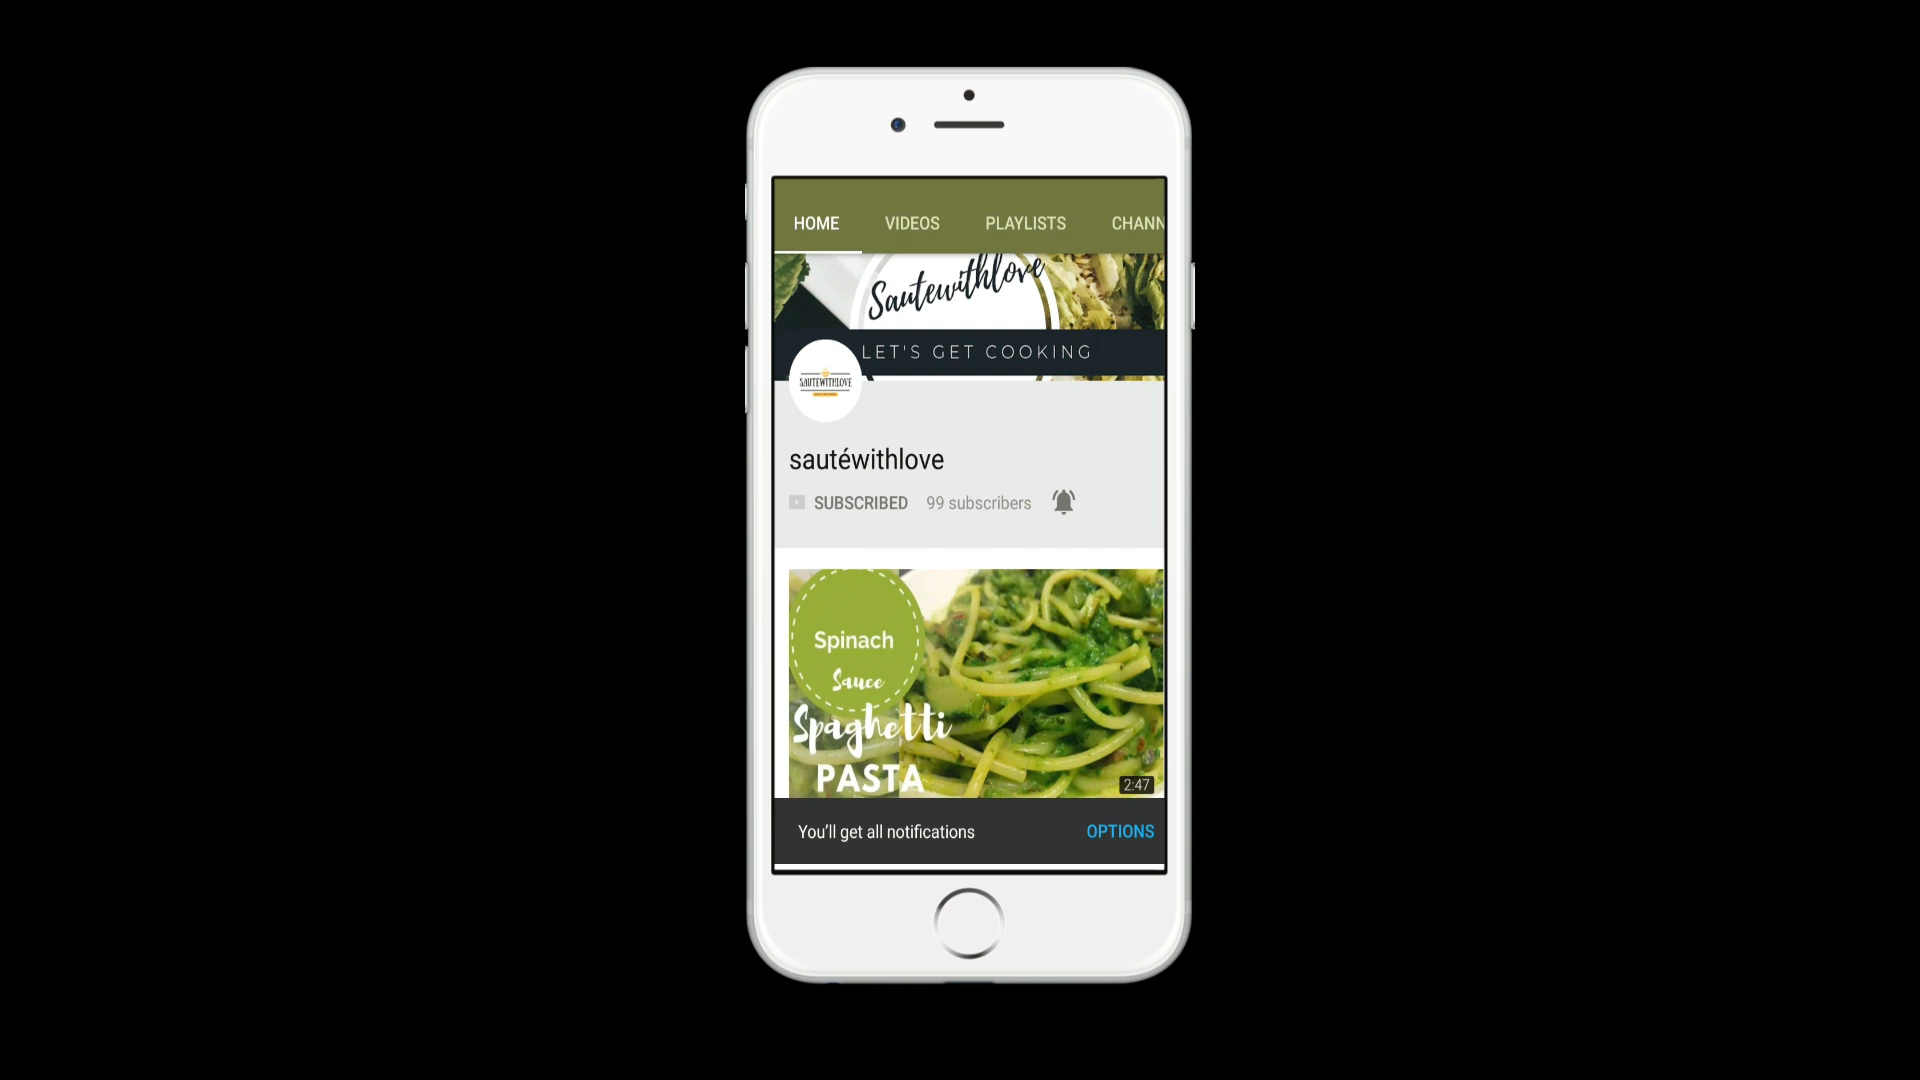 HOME VIDEOS PLAYLISTS CHANN
Sautewithlove
LET'S GET COOKING
SAUTEWITHLOVE
sautéwithlove
SUBSCRIBED 99 subscribers
Spinach
Sauce
Spaghetti
PASTA
2:47
You'll get all notifications OPTIONS